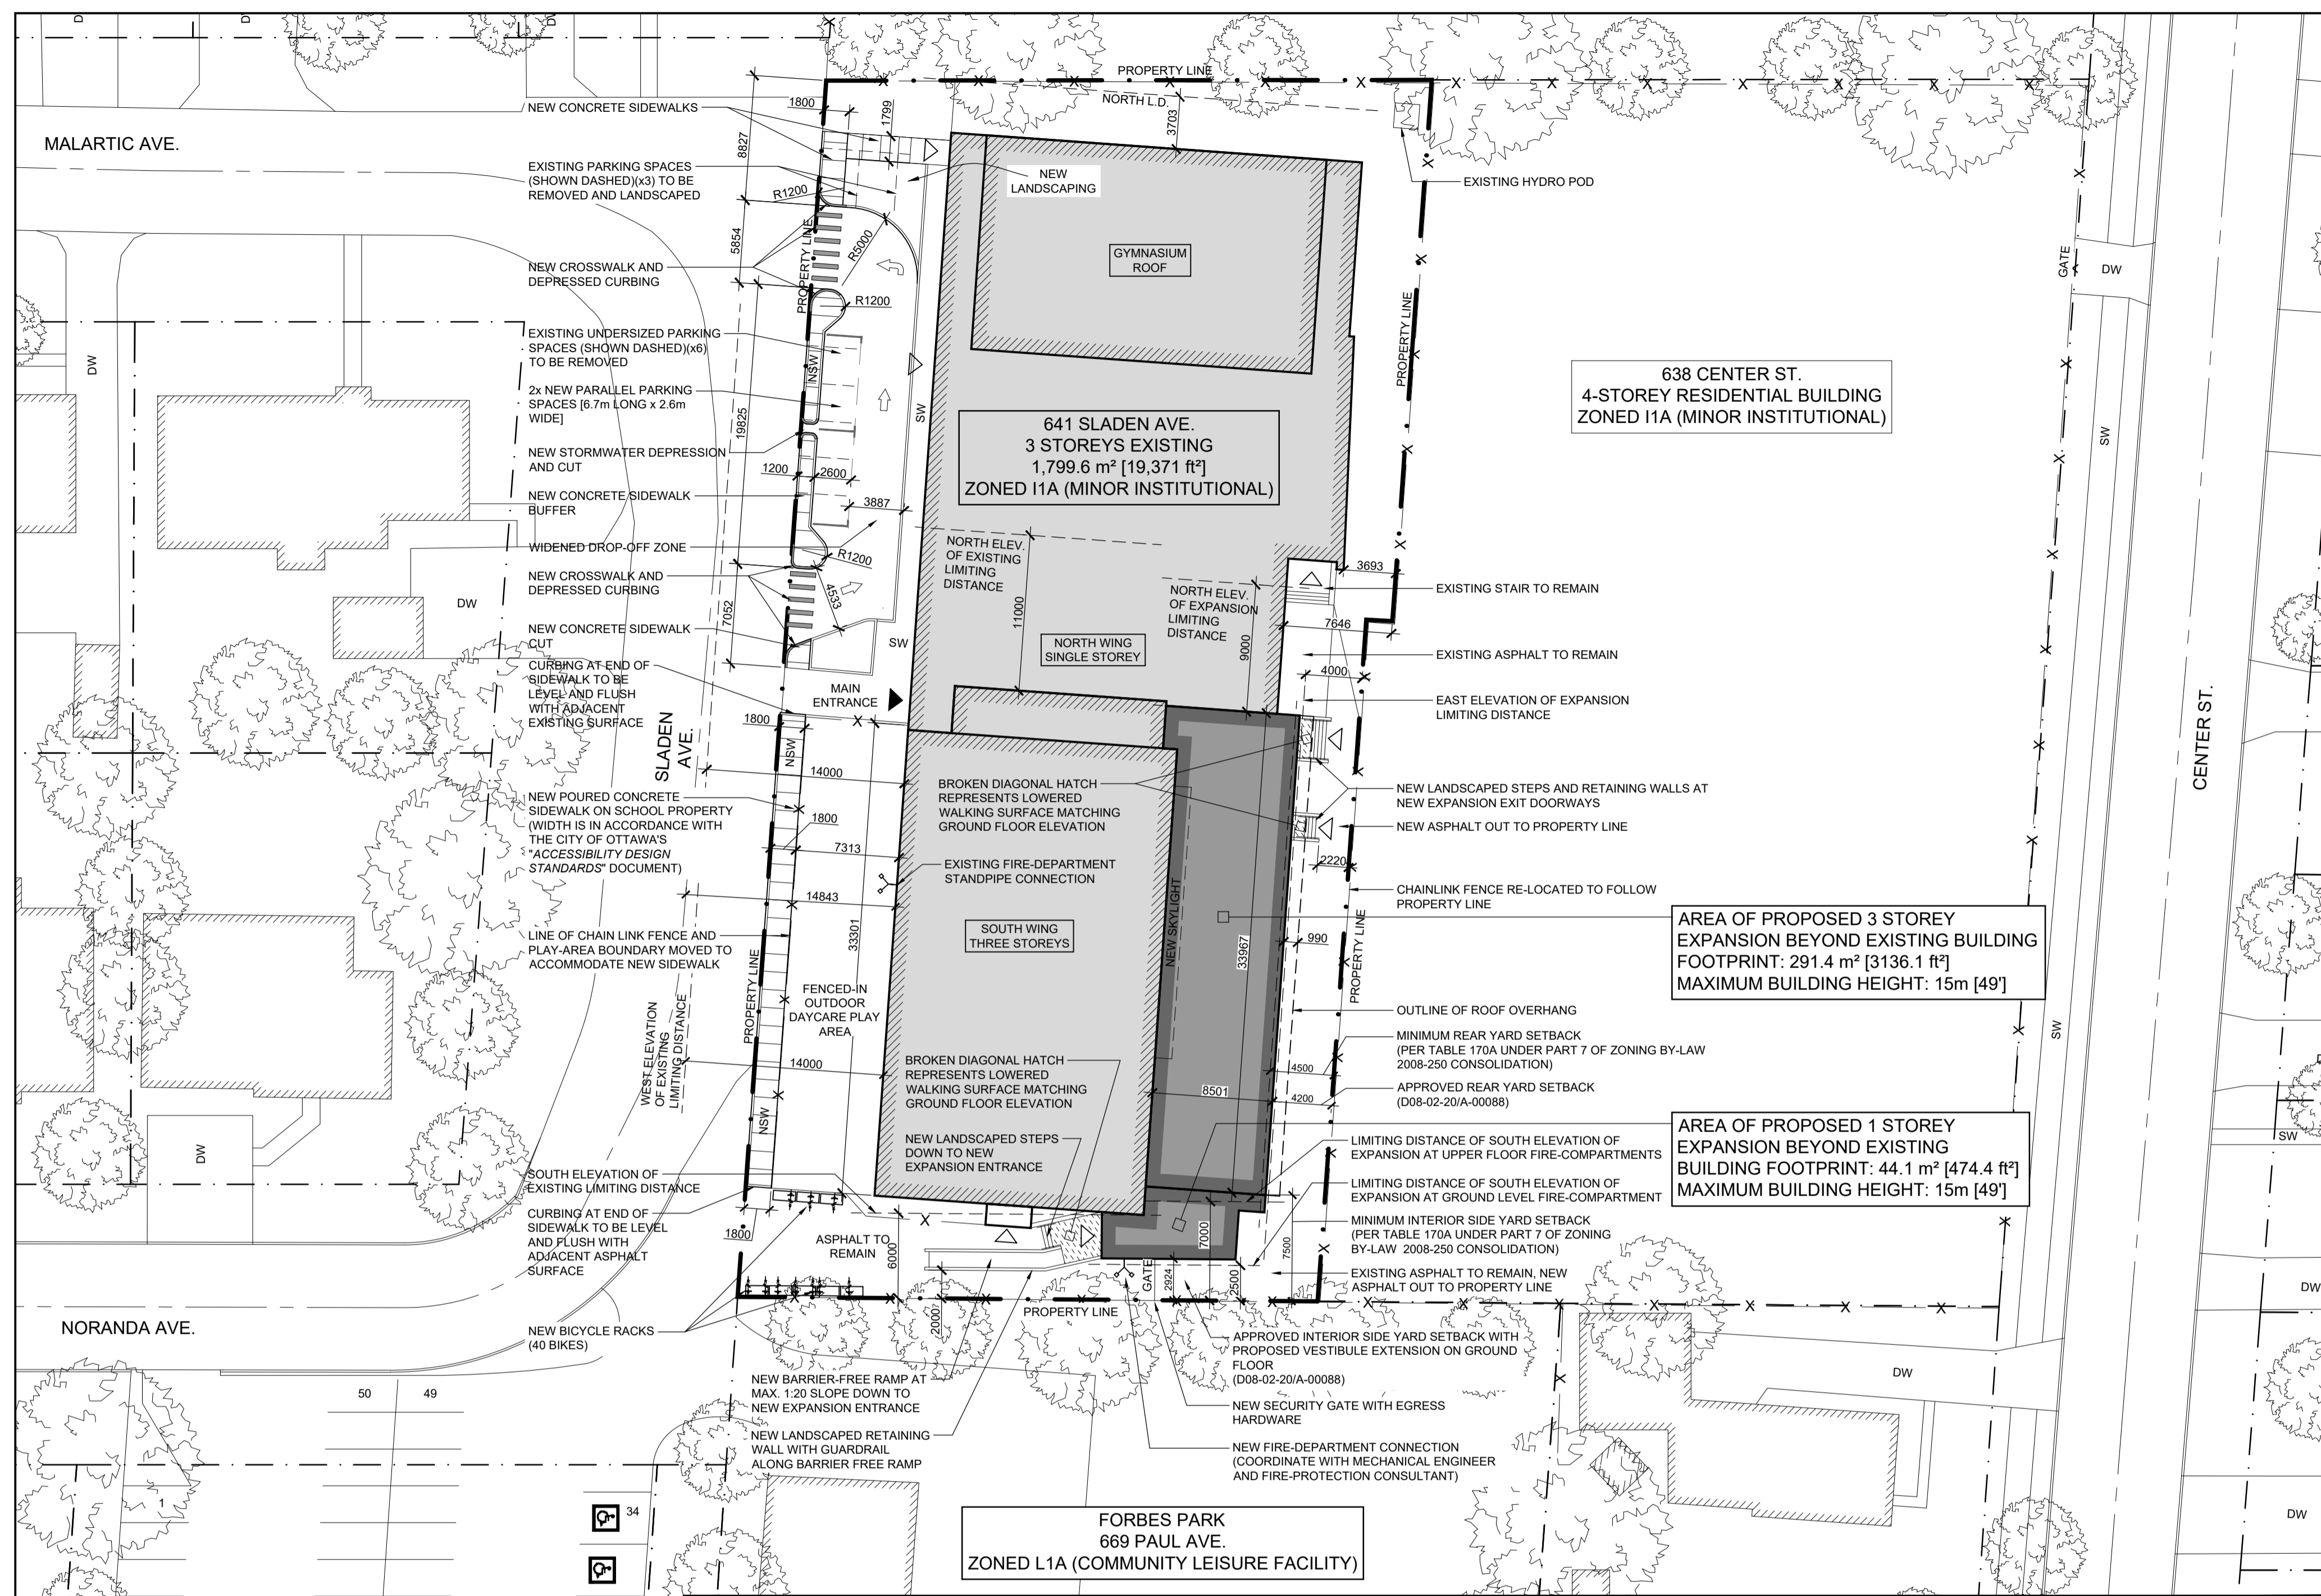 MALARTIC AVE.
NEW CONCRETE SIDEWALKS
EXISTING PARKING SPACES
(SHOWN DASHED)(x3) TO BE
REMOVED AND LANDSCAPED
NEW CROSSWALK AND
DEPRESSED CURBING
EXISTING UNDERSIZED PARKING
SPACES (SHOWN DASHED)(x6)
TO BE REMOVED
2x NEW PARALLEL PARKING
SPACES [6.7m LONG x 2.6m
WIDE]
NEW STORMWATER DEPRESSION
AND CUT
NEW CONCRETE SIDEWALK
BUFFER
WIDENED DROP-OFF ZONE
NEW CROSSWALK AND
DEPRESSED CURBING
NEW CONCRETE SIDEWALK
CUT
CURBING AT END OF
SIDEWALK TO BE
LEVEL AND FLUSH
WITH ADJACENT
EXISTING SURFACE
SLADEN
AVE.
NEW POURED CONCRETE
SIDEWALK ON SCHOOL PROPERTY
(WIDTH IS IN ACCORDANCE WITH
THE CITY OF OTTAWA'S
"ACCESSIBILITY DESIGN
STANDARDS" DOCUMENT)
LINE OF CHAIN LINK FENCE AND
PLAY-AREA BOUNDARY MOVED TO
ACCOMMODATE NEW SIDEWALK
WEST ELEVATION
OF EXISTING
LIMITING DISTANCE
SOUTH ELEVATION OF
EXISTING LIMITING DISTANCE
CURBING AT END OF
SIDEWALK TO BE LEVEL
AND FLUSH WITH
ADJACENT ASPHALT
SURFACE
NORANDA AVE.
NEW BICYCLE RACKS
(40 BIKES)
50
49
1
34
DW
DW
DW
PROPERTY LINE
NORTH L.D.
1800
1799
3703
8827
R1200
5854
R5000
PROPERTY LINE
R1200
NSW
19825
1200
2600
3887
R1200
4533
7052
SW
SW
NEW
LANDSCAPING
GYMNASIUM
ROOF
641 SLADEN AVE.
3 STOREYS EXISTING
1,799.6 m² [19,371 ft²]
ZONED I1A (MINOR INSTITUTIONAL)
NORTH ELEV.
OF EXISTING
LIMITING
DISTANCE
11000
NORTH ELEV.
OF EXPANSION
LIMITING
DISTANCE
9000
NORTH WING
SINGLE STOREY
MAIN
ENTRANCE
1800
NSW
14000
1800
7313
14843
33301
PROPERTY LINE
FENCED-IN
OUTDOOR
DAYCARE PLAY
AREA
14000
NSW
1800
BROKEN DIAGONAL HATCH
REPRESENTS LOWERED
WALKING SURFACE MATCHING
GROUND FLOOR ELEVATION
EXISTING FIRE-DEPARTMENT
STANDPIPE CONNECTION
SOUTH WING
THREE STOREYS
NEW SKYLIGHT
33967
8501
BROKEN DIAGONAL HATCH
REPRESENTS LOWERED
WALKING SURFACE MATCHING
GROUND FLOOR ELEVATION
NEW LANDSCAPED STEPS
DOWN TO NEW
EXPANSION ENTRANCE
ASPHALT TO
REMAIN
6000
2000
GATE
2924
7000
2500
7500
PROPERTY LINE
NEW BARRIER-FREE RAMP AT
MAX. 1:20 SLOPE DOWN TO
NEW EXPANSION ENTRANCE
NEW LANDSCAPED RETAINING
WALL WITH GUARDRAIL
ALONG BARRIER FREE RAMP
EXISTING HYDRO POD
PROPERTY LINE
638 CENTER ST.
4-STOREY RESIDENTIAL BUILDING
ZONED I1A (MINOR INSTITUTIONAL)
3693
7646
4000
EXISTING STAIR TO REMAIN
EXISTING ASPHALT TO REMAIN
EAST ELEVATION OF EXPANSION
LIMITING DISTANCE
NEW LANDSCAPED STEPS AND RETAINING WALLS AT
NEW EXPANSION EXIT DOORWAYS
NEW ASPHALT OUT TO PROPERTY LINE
2220
CHAINLINK FENCE RE-LOCATED TO FOLLOW
PROPERTY LINE
990
PROPERTY LINE
AREA OF PROPOSED 3 STOREY
EXPANSION BEYOND EXISTING BUILDING
FOOTPRINT: 291.4 m² [3136.1 ft²]
MAXIMUM BUILDING HEIGHT: 15m [49']
OUTLINE OF ROOF OVERHANG
MINIMUM REAR YARD SETBACK
(PER TABLE 170A UNDER PART 7 OF ZONING BY-LAW
2008-250 CONSOLIDATION)
4500
APPROVED REAR YARD SETBACK
(D08-02-20/A-00088)
4200
AREA OF PROPOSED 1 STOREY
EXPANSION BEYOND EXISTING
BUILDING FOOTPRINT: 44.1 m² [474.4 ft²]
MAXIMUM BUILDING HEIGHT: 15m [49']
LIMITING DISTANCE OF SOUTH ELEVATION OF
EXPANSION AT UPPER FLOOR FIRE-COMPARTMENTS
LIMITING DISTANCE OF SOUTH ELEVATION OF
EXPANSION AT GROUND LEVEL FIRE-COMPARTMENT
MINIMUM INTERIOR SIDE YARD SETBACK
(PER TABLE 170A UNDER PART 7 OF ZONING
BY-LAW 2008-250 CONSOLIDATION)
EXISTING ASPHALT TO REMAIN, NEW
ASPHALT OUT TO PROPERTY LINE
APPROVED INTERIOR SIDE YARD SETBACK WITH
PROPOSED VESTIBULE EXTENSION ON GROUND
FLOOR
(D08-02-20/A-00088)
NEW SECURITY GATE WITH EGRESS
HARDWARE
NEW FIRE-DEPARTMENT CONNECTION
(COORDINATE WITH MECHANICAL ENGINEER
AND FIRE-PROTECTION CONSULTANT)
FORBES PARK
669 PAUL AVE.
ZONED L1A (COMMUNITY LEISURE FACILITY)
GATE
DW
SW
CENTER ST.
SW
SW
DW
DW
DW
DW